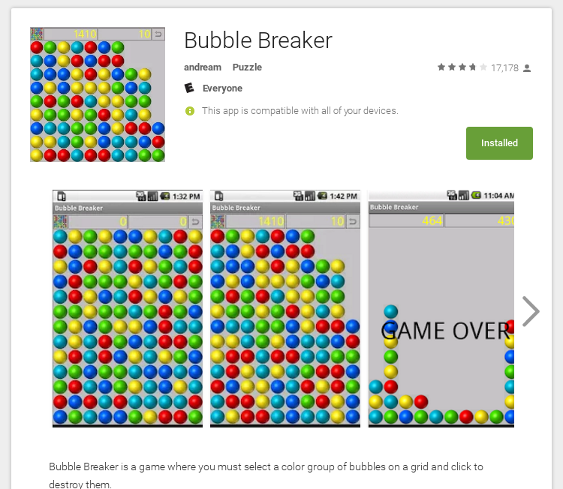 1410 10
Bubble Breaker
andream Puzzle
17,178
E Everyone
This app is compatible with all of your devices.
Installed
1:32 PM
Bubble Breaker
0 0
1:42 PM
Bubble Breaker
1410 10
11:04 AM
Bubble Breaker
464 430
GAME OVER
Bubble Breaker is a game where you must select a color group of bubbles on a grid and click to
destroy them.